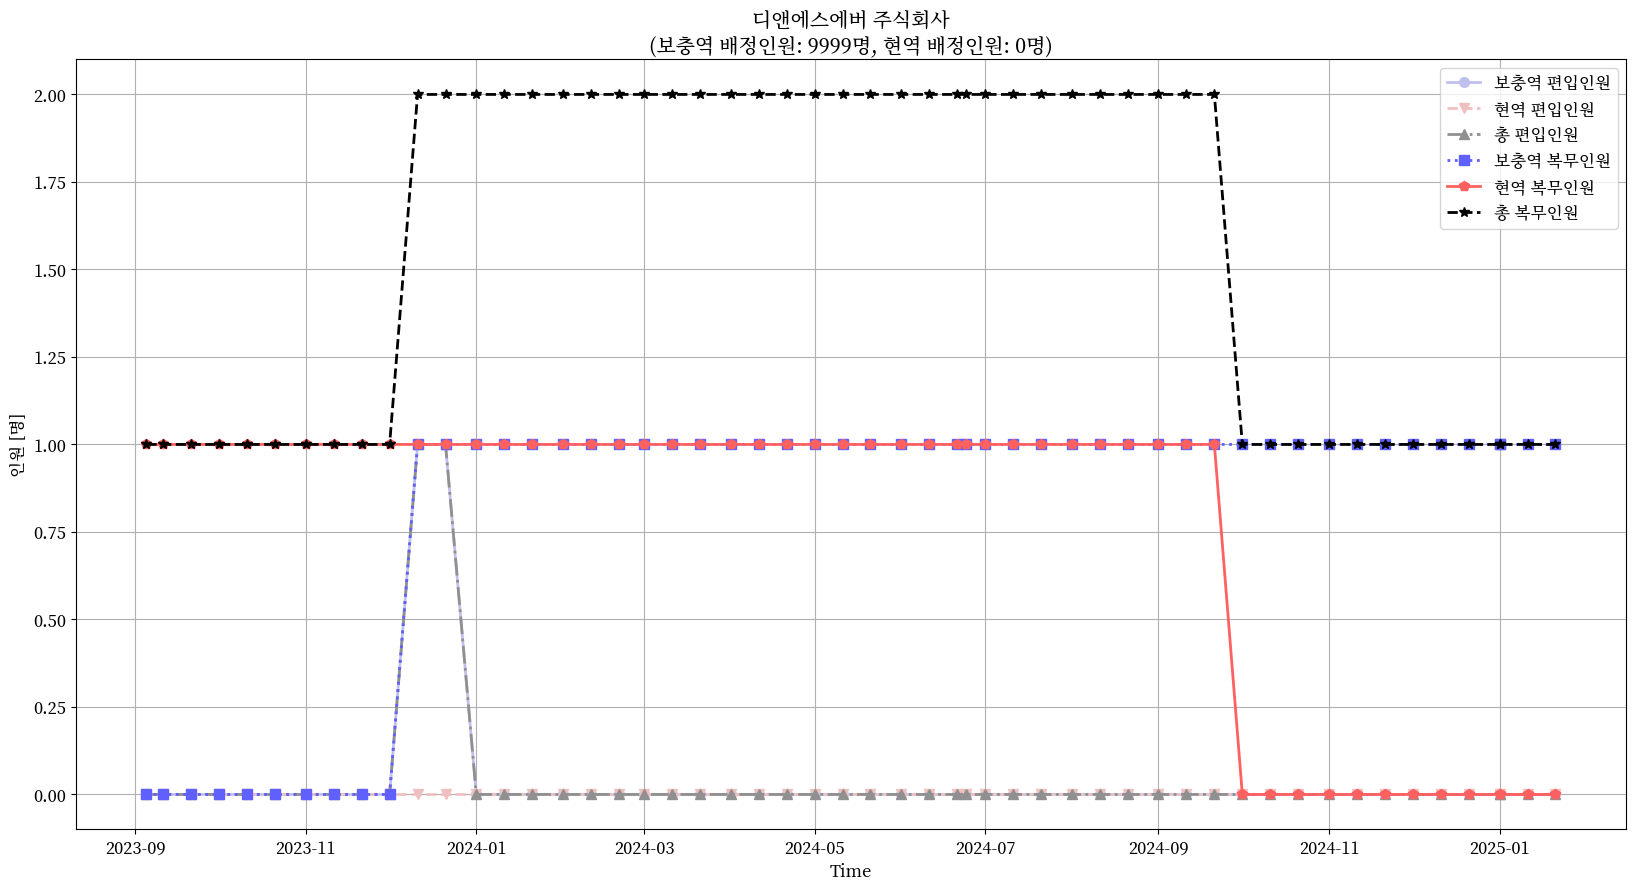 디앤에스에버 주식회사
(보충역 배정인원: 9999명, 현역 배정인원: 0명)
보충역 편입인원
현역 편입인원
총 편입인원
보충역 복무인원
현역 복무인원
총 복무인원
인원 [명]
2.00
1.75
1.50
1.25
1.00
0.75
0.50
0.25
0.00
2023-09 2023-11 2024-01 2024-03 2024-05 2024-07 2024-09 2024-11 2025-01
Time